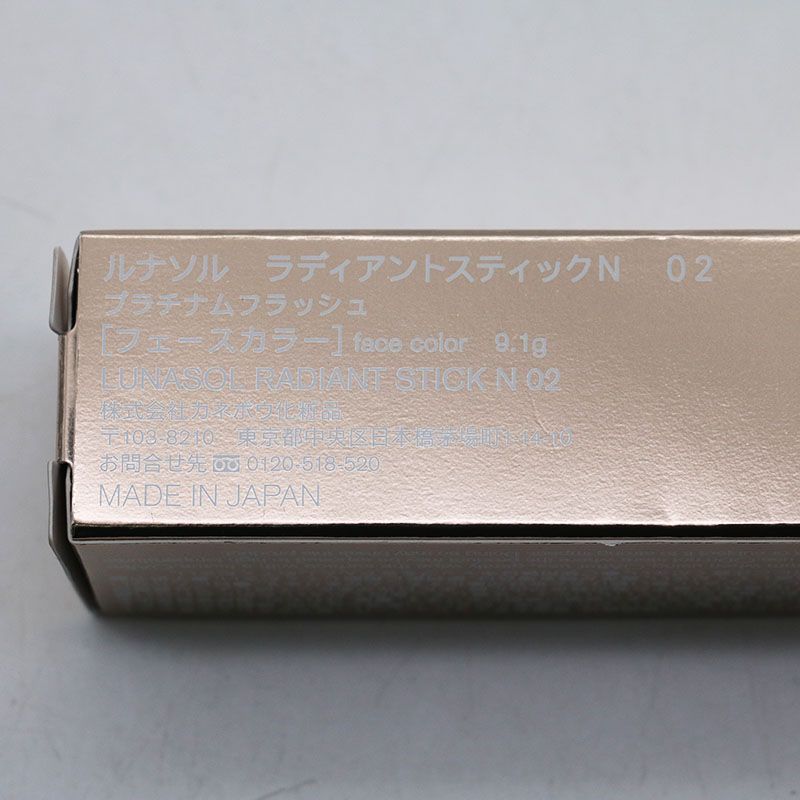 ルナソル　ラディアントスティックN　02
プラチナムフラッシュ
[フェースカラー] face color　9.1g
LUNASOL RADIANT STICK N 02
株式会社カネボウ化粧品
〒103-8210　東京都中央区日本橋茅場町1-14-10
お問合せ先 0120-518-520
MADE IN JAPAN